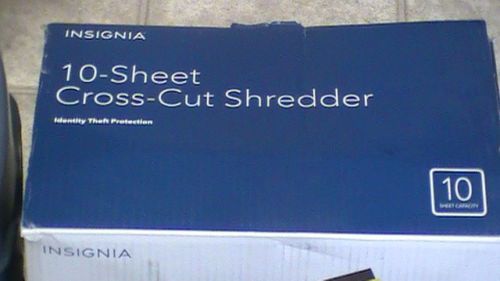 INSIGNIA
10-Sheet
Cross-Cut Shredder
Identity Theft Protection
10
SHEET CAPACITY
INSIGNIA